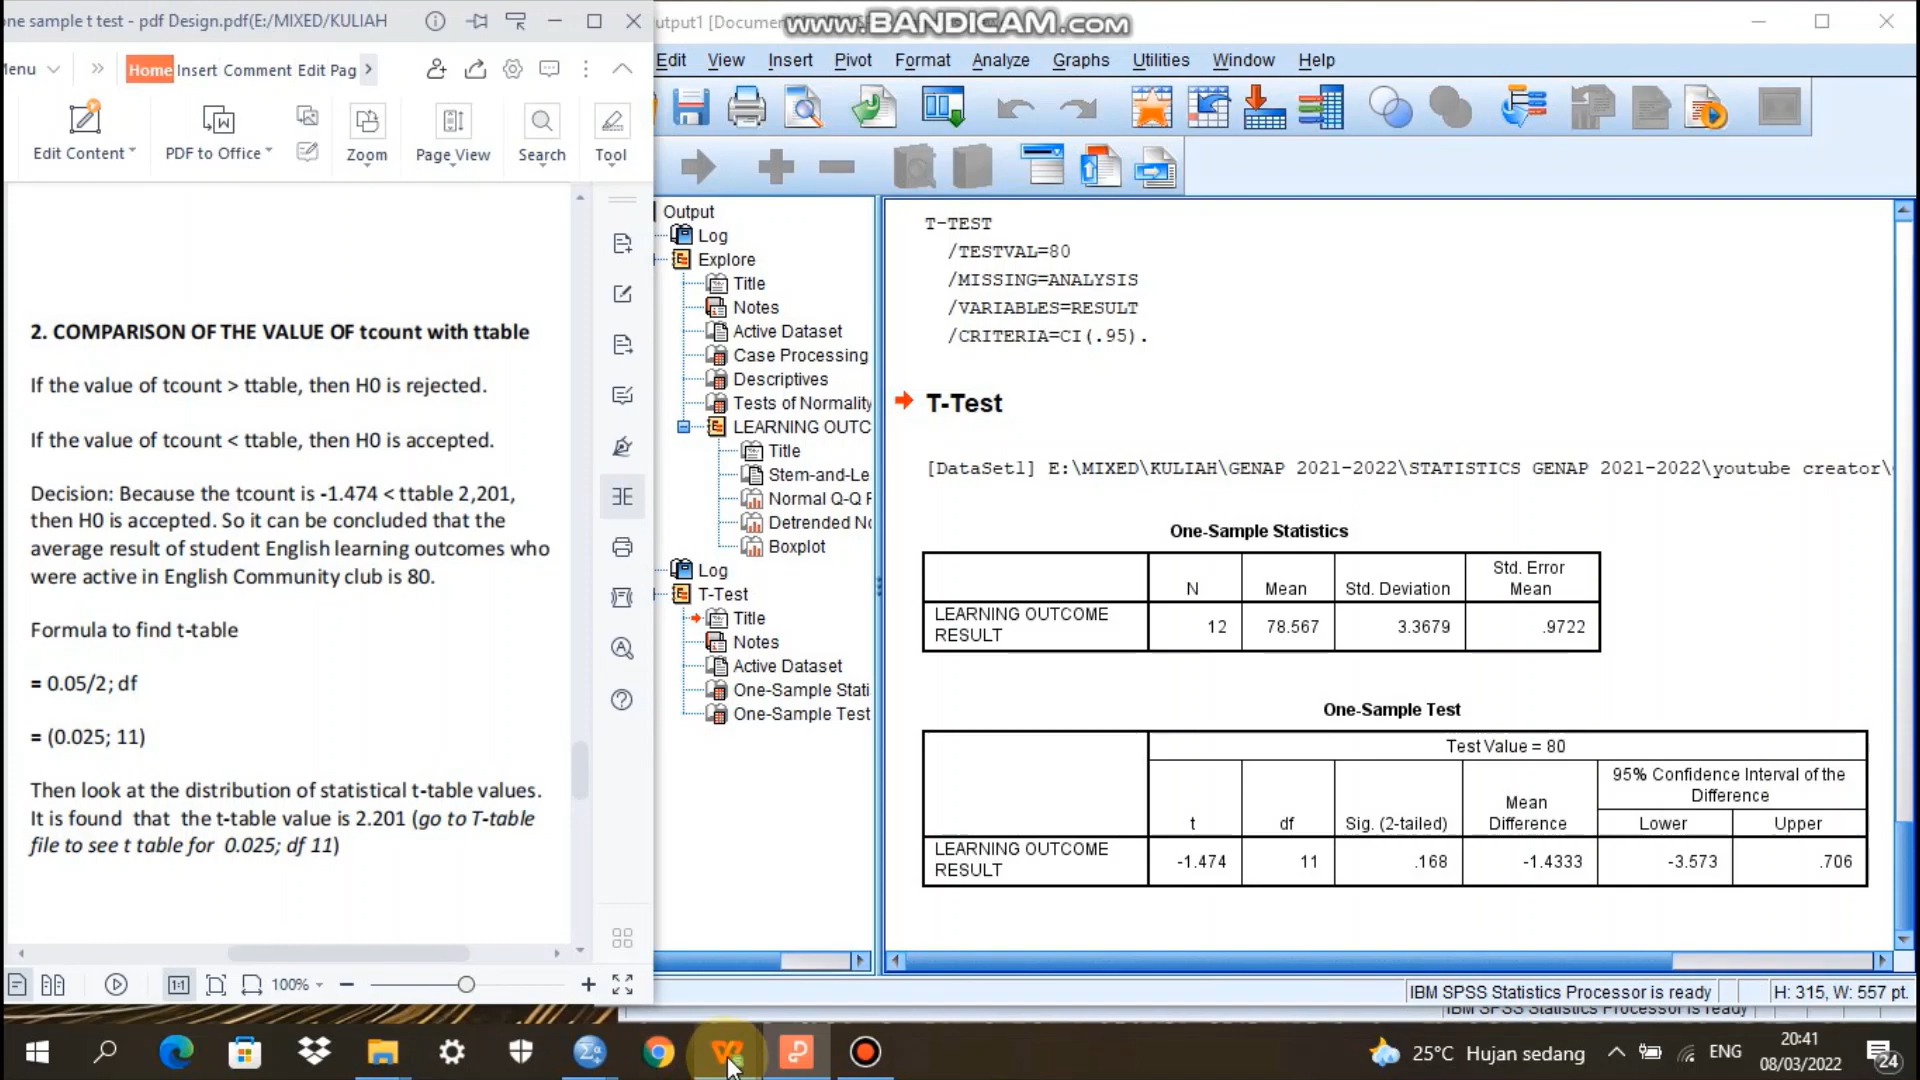 one sample t test - pdf Design.pdf(E:/MIXED/KULIAH
Menu
Home Insert Comment Edit Pag
Edit Content
PDF to Office
Zoom
Page View
Search
Tool
2. COMPARISON OF THE VALUE OF tcount with ttable
If the value of tcount > ttable, then H0 is rejected.
If the value of tcount < ttable, then H0 is accepted.
Decision: Because the tcount is -1.474 < ttable 2,201,
then H0 is accepted. So it can be concluded that the
average result of student English learning outcomes who
were active in English Community club is 80.
Formula to find t-table
= 0.05/2; df
= (0.025; 11)
Then look at the distribution of statistical t-table values.
It is found that the t-table value is 2.201 (go to T-table
file to see t table for 0.025; df 11)
100%
utput1 [Docume
www.BANDICAM.com
Edit View Insert Pivot Format Analyze Graphs Utilities Window Help
Output
Log
Explore
Title
Notes
Active Dataset
Case Processing
Descriptives
Tests of Normality
LEARNING OUTC
Title
Stem-and-Le
Normal Q-Q P
Detrended No
Boxplot
Log
T-Test
Title
Notes
Active Dataset
One-Sample Stati
One-Sample Test
T-TEST
/TESTVAL=80
/MISSING=ANALYSIS
/VARIABLES=RESULT
/CRITERIA=CI(.95).
T-Test
[DataSet1] E:\MIXED\KULIAH\GENAP 2021-2022\STATISTICS GENAP 2021-2022\youtube creator\
One-Sample Statistics
N Mean Std. Deviation Std. Error Mean
LEARNING OUTCOME RESULT 12 78.567 3.3679 .9722
One-Sample Test
Test Value = 80
95% Confidence Interval of the Difference
t df Sig. (2-tailed) Mean Difference Lower Upper
LEARNING OUTCOME RESULT -1.474 11 .168 -1.4333 -3.573 .706
IBM SPSS Statistics Processor is ready
H: 315, W: 557 pt.
IBM SPSS Statistics Processor is ready
25°C Hujan sedang
ENG
20:41
08/03/2022
24